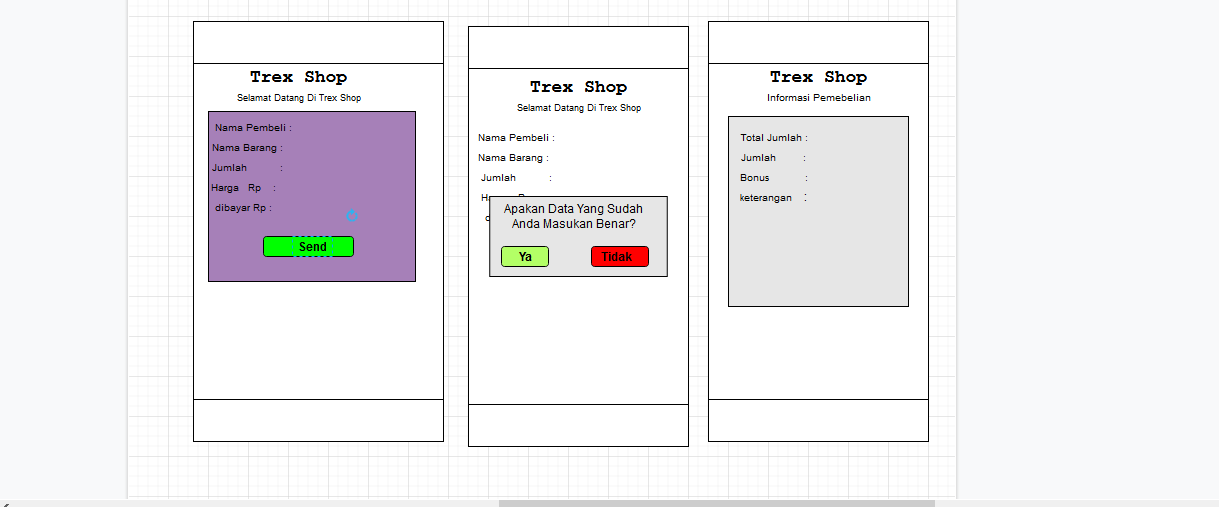 Trex Shop
Selamat Datang Di Trex Shop
Nama Pembeli :
Nama Barang :
Jumlah :
Harga Rp :
dibayar Rp :
Send
Trex Shop
Selamat Datang Di Trex Shop
Nama Pembeli :
Nama Barang :
Jumlah :
Apakan Data Yang Sudah
Anda Masukan Benar?
Ya Tidak
Trex Shop
Informasi Pemebelian
Total Jumlah :
Jumlah :
Bonus :
keterangan :